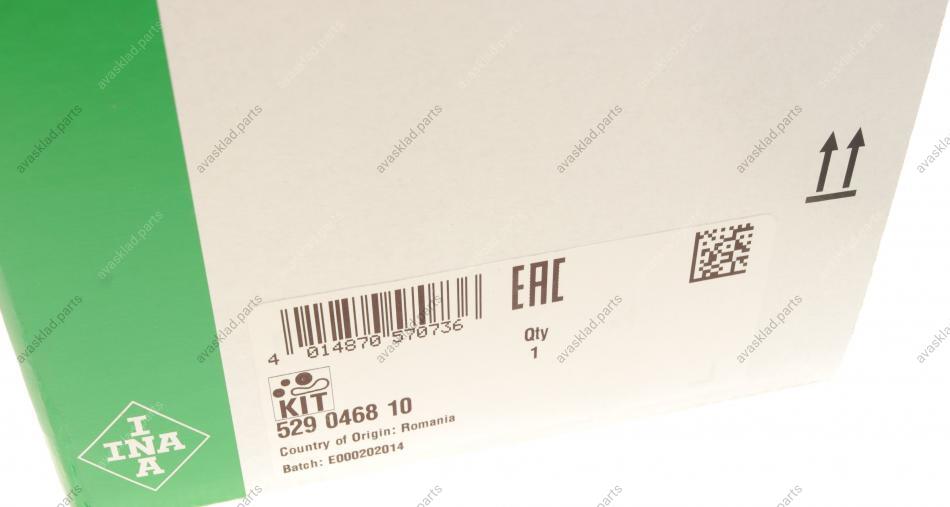 EAC
Qty
1
4 014870 570736
KIT
529 0468 10
Country of Origin: Romania
Batch: E000202014
INA
INA
avasklad.parts